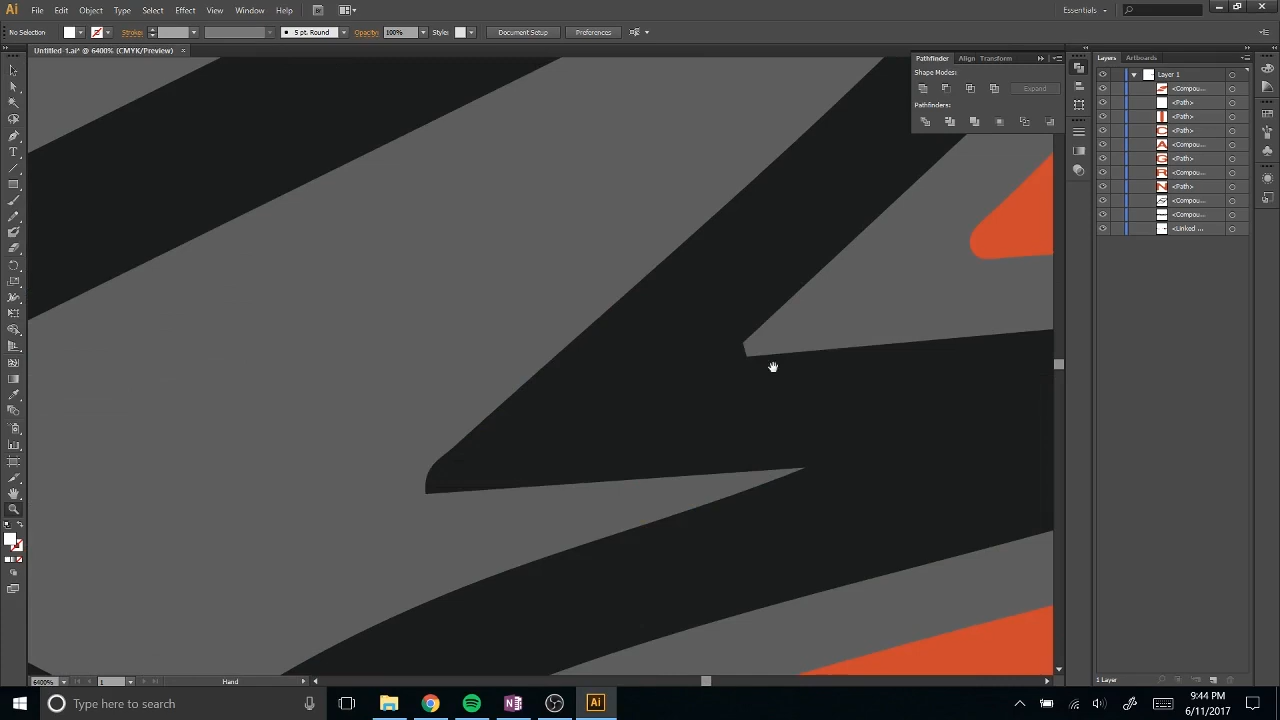 Ai File Edit Object Type Select Effect View Window Help Br Essentials
No Selection Stroke: 5 pt. Round Opacity: 100% Style: Document Setup Preferences
Untitled-1.ai* @ 6400% (CMYK/Preview) ×
Pathfinder Align Transform
Shape Modes:
Expand
Pathfinders:
Layers Artboards
Layer 1
<Compou...
<Path>
<Path>
<Path>
<Compou...
<Path>
<Compou...
<Path>
<Compou...
<Compou...
<Linked ...
1 Layer
6400% 1 Hand
Type here to search
Ai
9:44 PM
6/11/2017